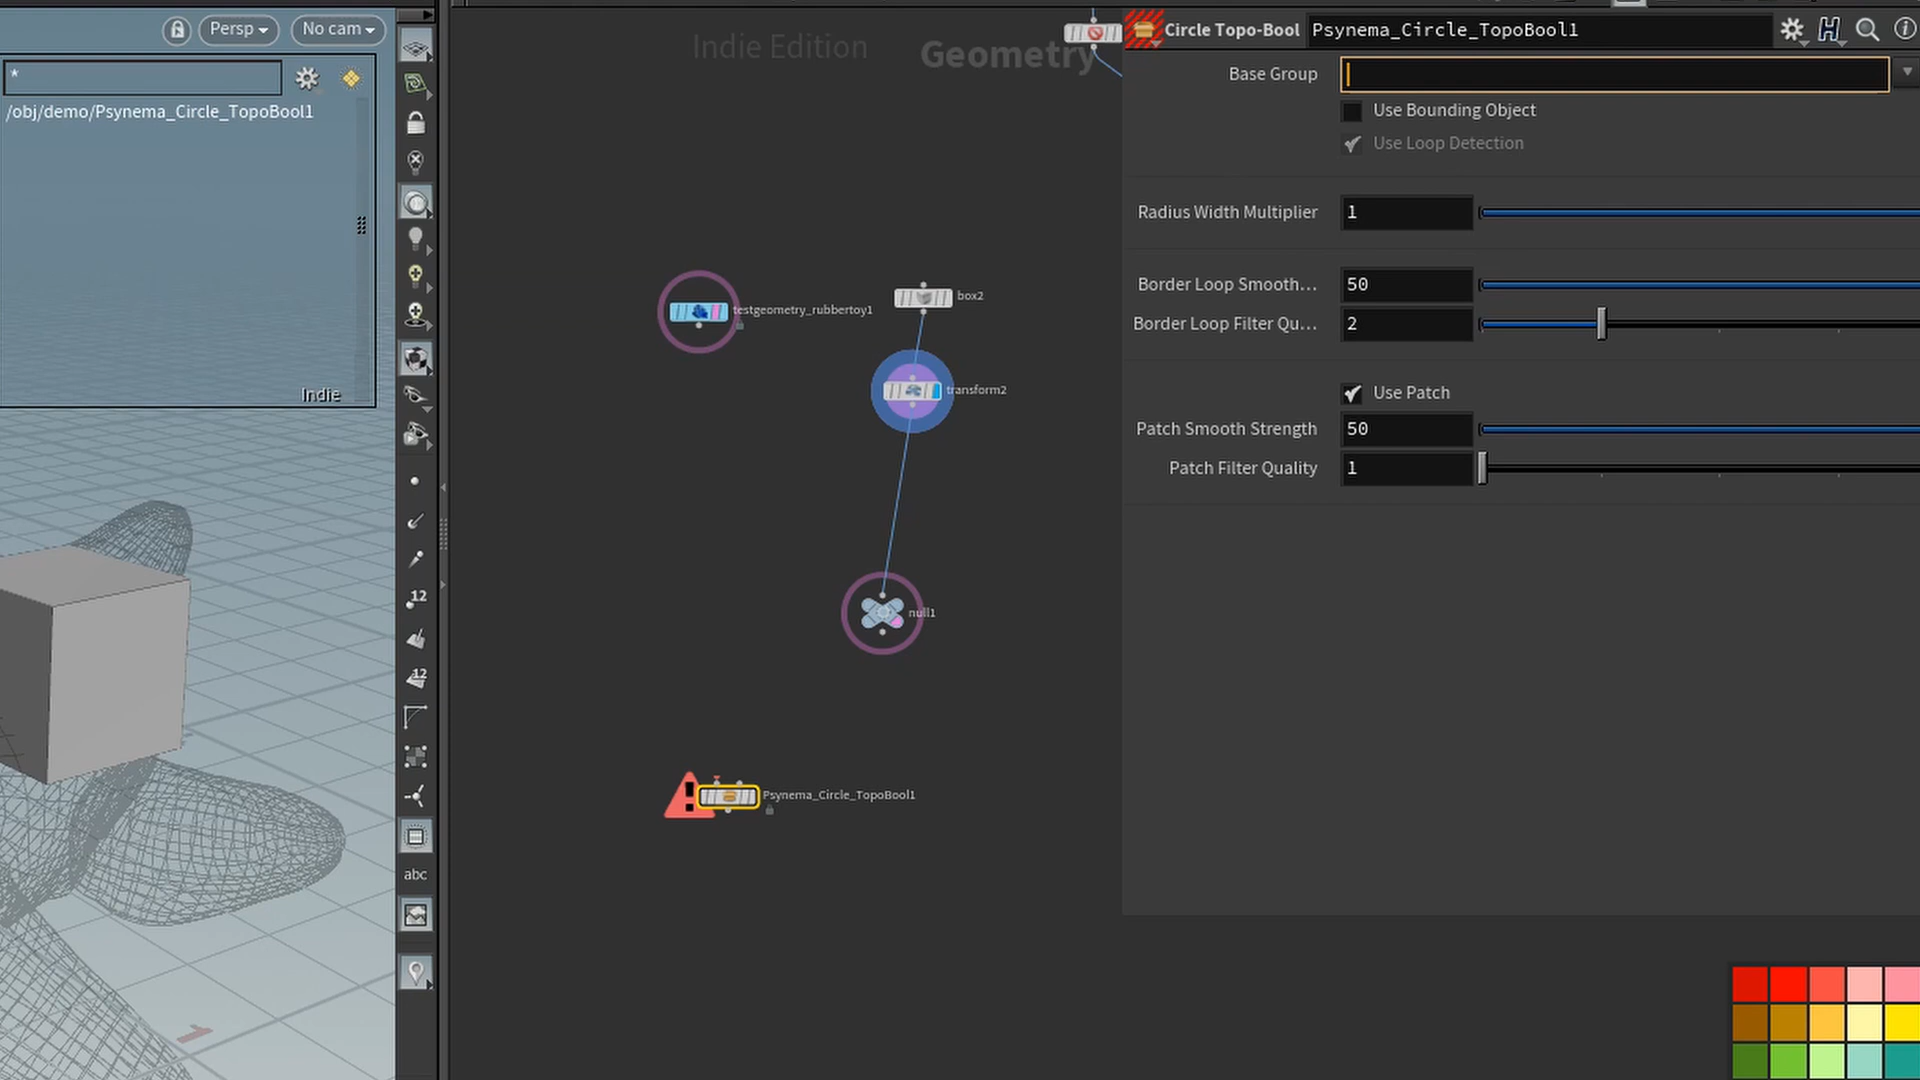 Persp
No cam
*
/obj/demo/Psynema_Circle_TopoBool1
Indie
12
12
abc
Indie Edition
Geometry
testgeometry_rubbertoy1
box2
transform2
null1
Psynema_Circle_TopoBool1
Circle Topo-Bool
Psynema_Circle_TopoBool1
Base Group
Use Bounding Object
Use Loop Detection
Radius Width Multiplier 1
Border Loop Smooth... 50
Border Loop Filter Qu... 2
Use Patch
Patch Smooth Strength 50
Patch Filter Quality 1